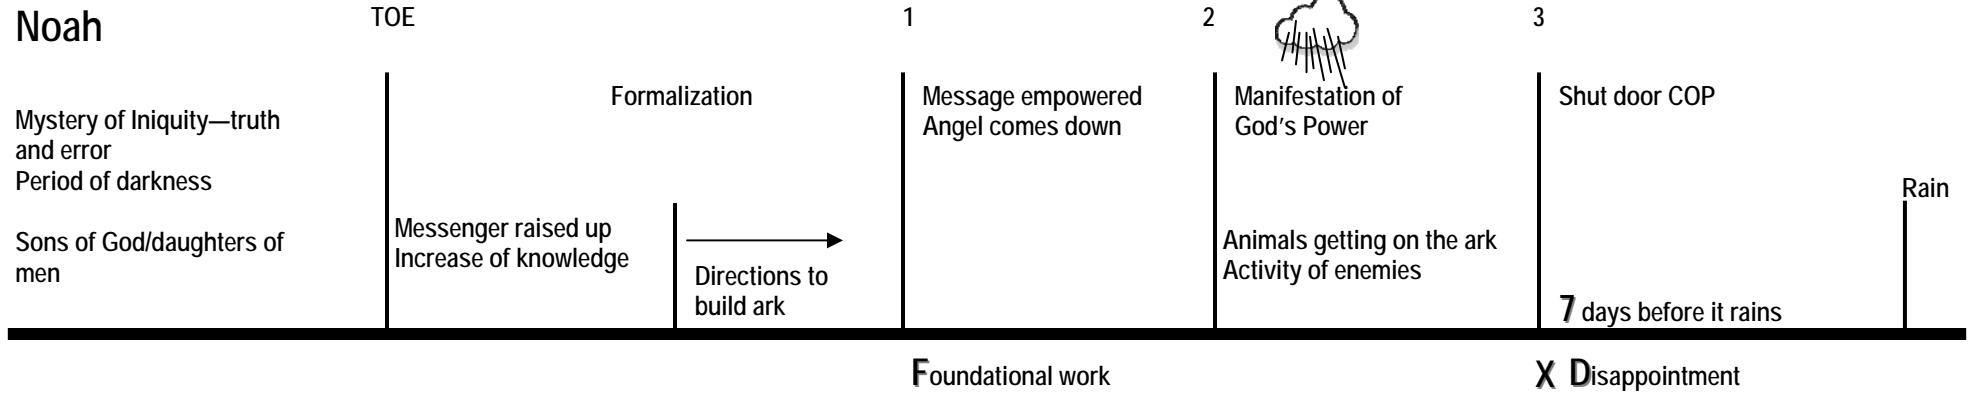 Noah
TOE
1
2
3
Formalization
Message empowered
Angel comes down
Manifestation of
God's Power
Shut door COP
Mystery of Iniquity—truth
and error
Period of darkness
Rain
Sons of God/daughters of
men
Messenger raised up
Increase of knowledge
Directions to
build ark
Animals getting on the ark
Activity of enemies
7 days before it rains
Foundational work
X Disappointment